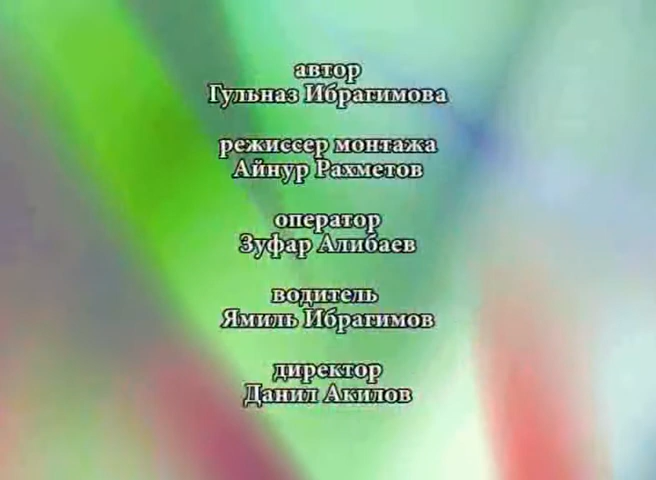 автор
Гульназ Ибрагимова
режиссер монтажа
Айнур Рахметов
оператор
Зуфар Алибаев
водитель
Ямиль Ибрагимов
директор
Данил Акилов